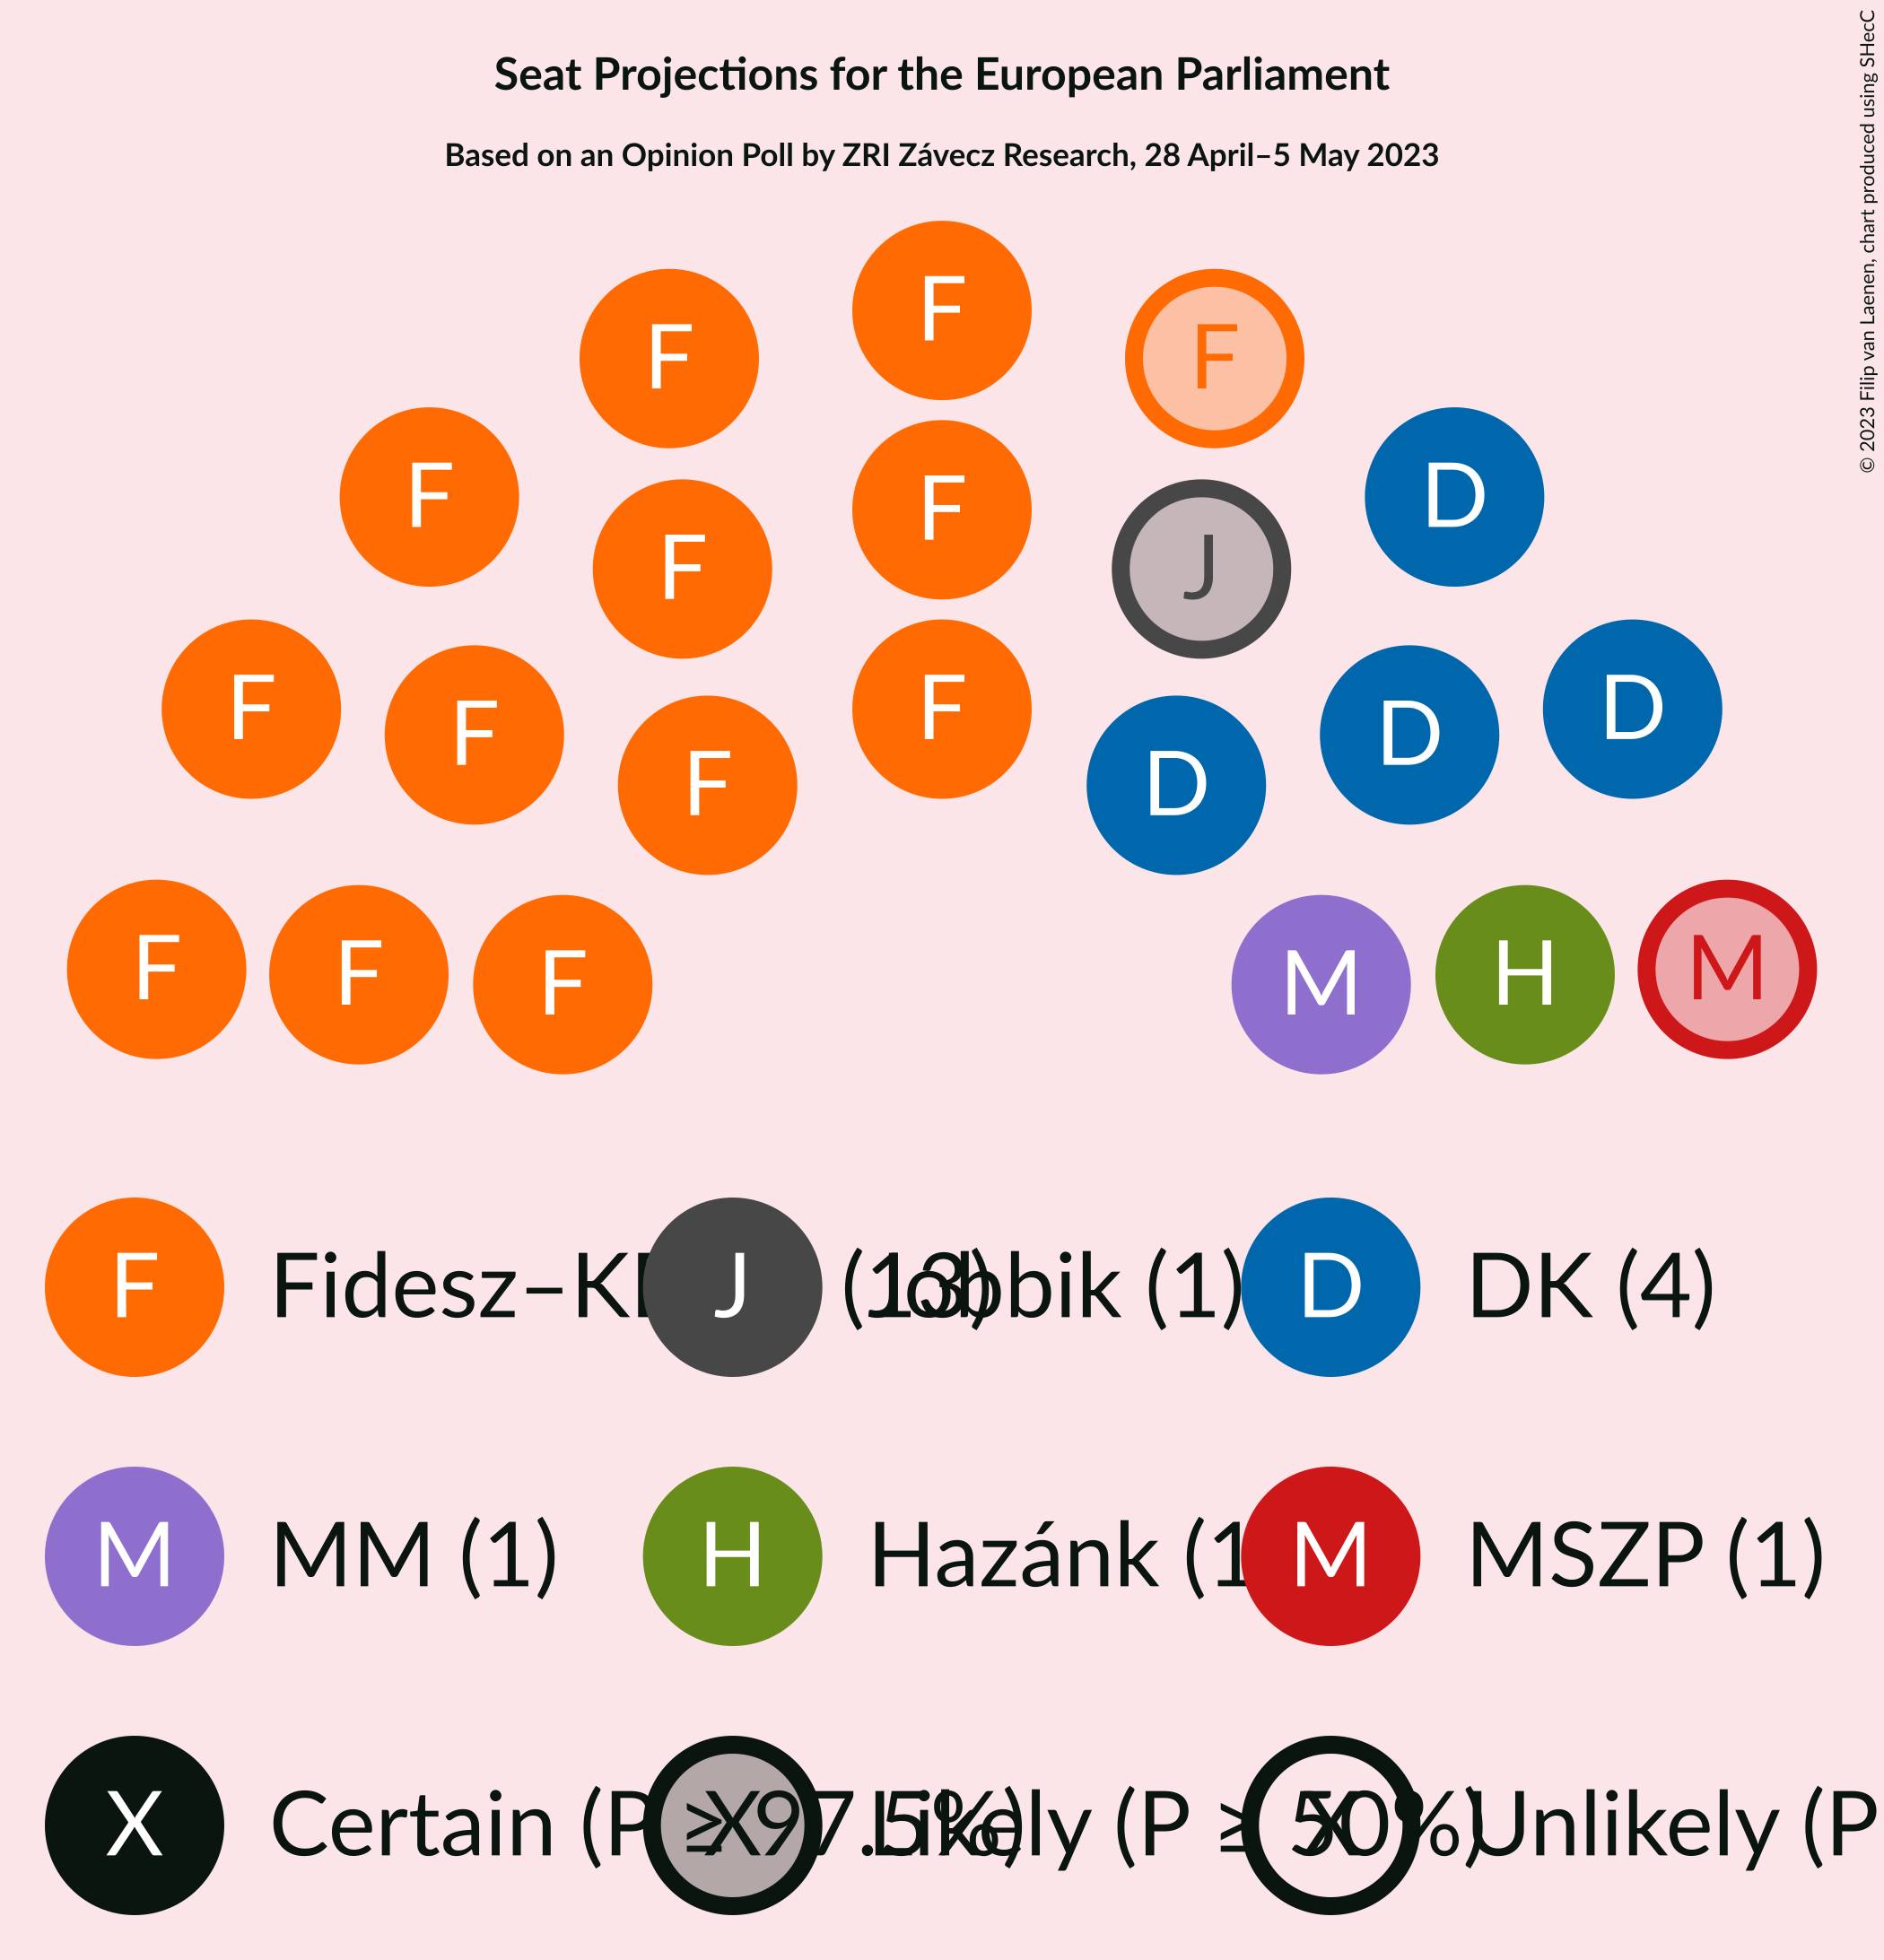 Seat Projections for the European Parliament
Based on an Opinion Poll by ZRI Závecz Research, 28 April–5 May 2023
© 2023 Filip van Laenen, chart produced using SHecC
F
F F
F D
F
F J
F D
F F
F D
F D
F F F M H M
F Fidesz–K (13) J Jobbik (1) D DK (4)
M MM (1) H Hazánk (1 M MSZP (1)
X Certain (P ≥ 97.5%) X Likely (P ≥ 50%) X Unlikely (P